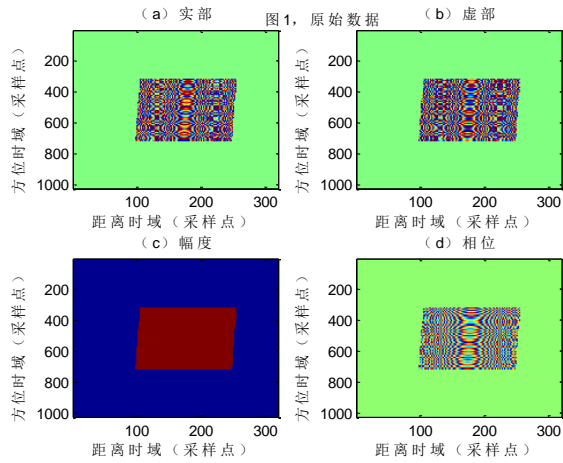 图1，原始数据
（a）实部
（b）虚部
方位时域（采样点）
200
400
600
800
1000
100 200 300
距离时域（采样点）
方位时域（采样点）
200
400
600
800
1000
100 200 300
距离时域（采样点）
（c）幅度
（d）相位
方位时域（采样点）
200
400
600
800
1000
100 200 300
距离时域（采样点）
方位时域（采样点）
200
400
600
800
1000
100 200 300
距离时域（采样点）